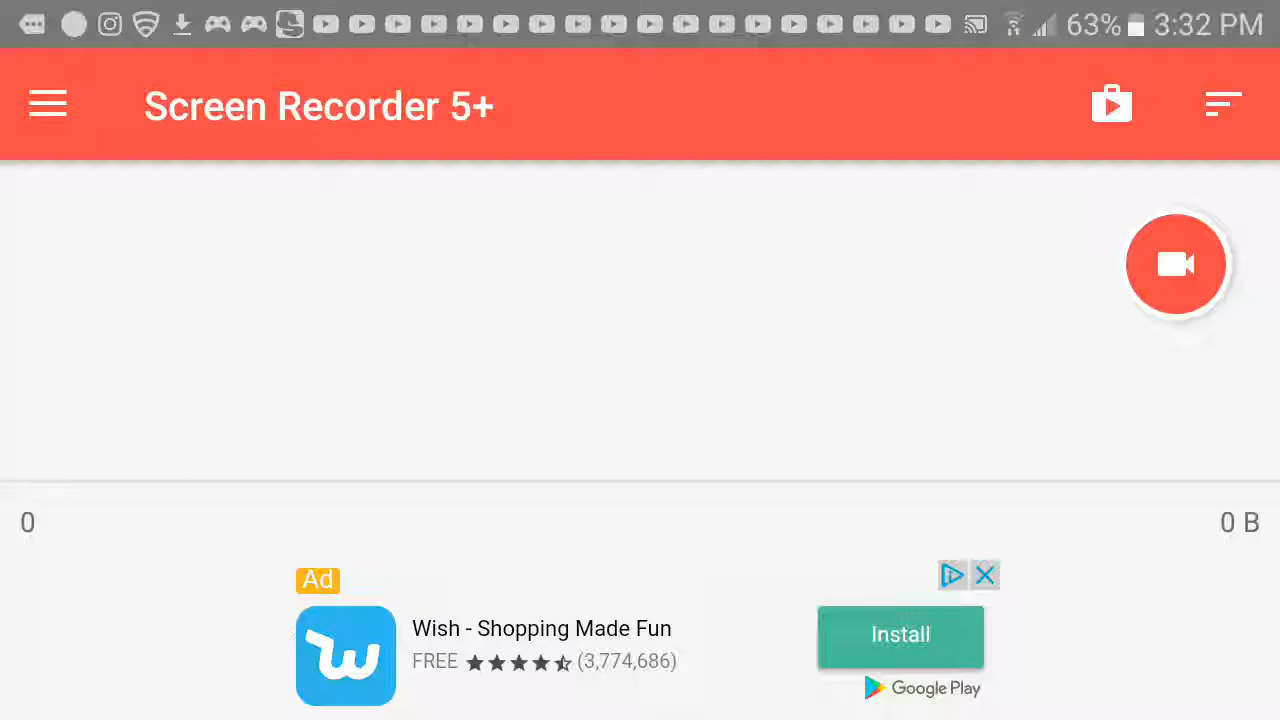 63% 3:32 PM
Screen Recorder 5+
0
0 B
Ad
Wish - Shopping Made Fun
FREE (3,774,686)
Install
Google Play